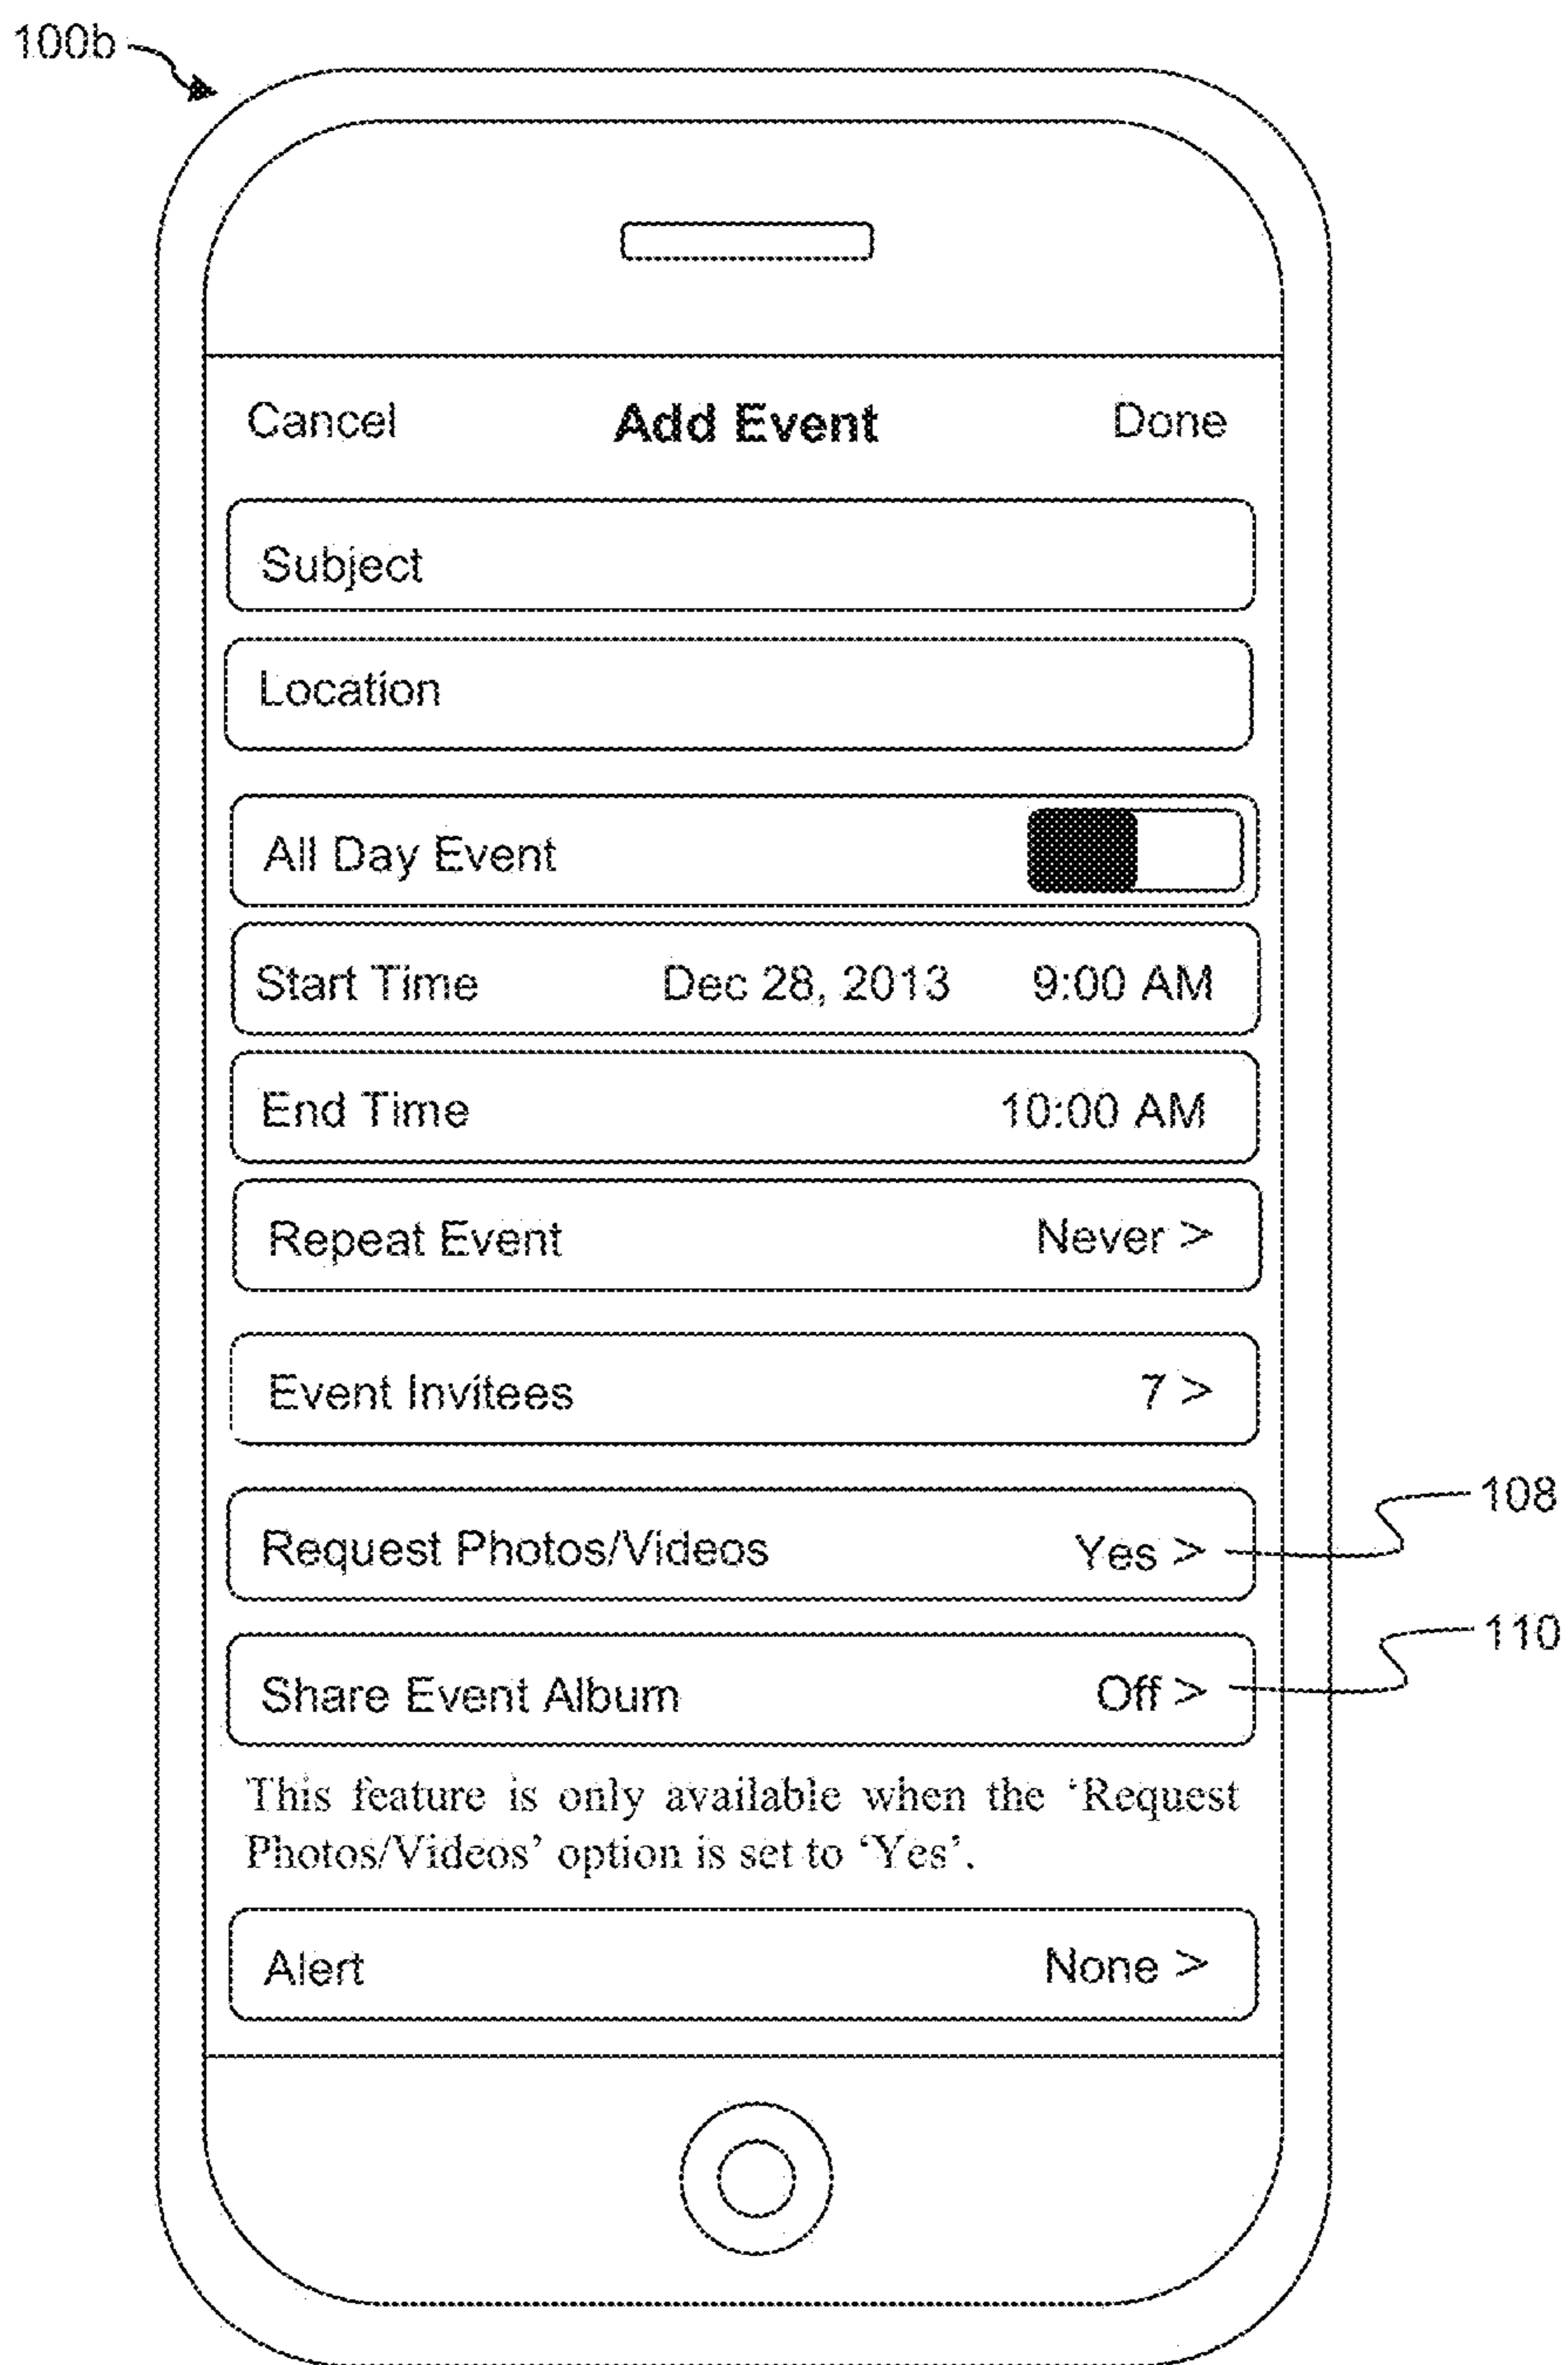 100b
Cancel Add Event Done
Subject
Location
All Day Event
Start Time Dec 28, 2013 9:00 AM
End Time 10:00 AM
Repeat Event Never >
Event Invitees 7 >
108
Request Photos/Videos Yes >
110
Share Event Album Off >
This feature is only available when the ‘Request
Photos/Videos’ option is set to ‘Yes’.
Alert None >